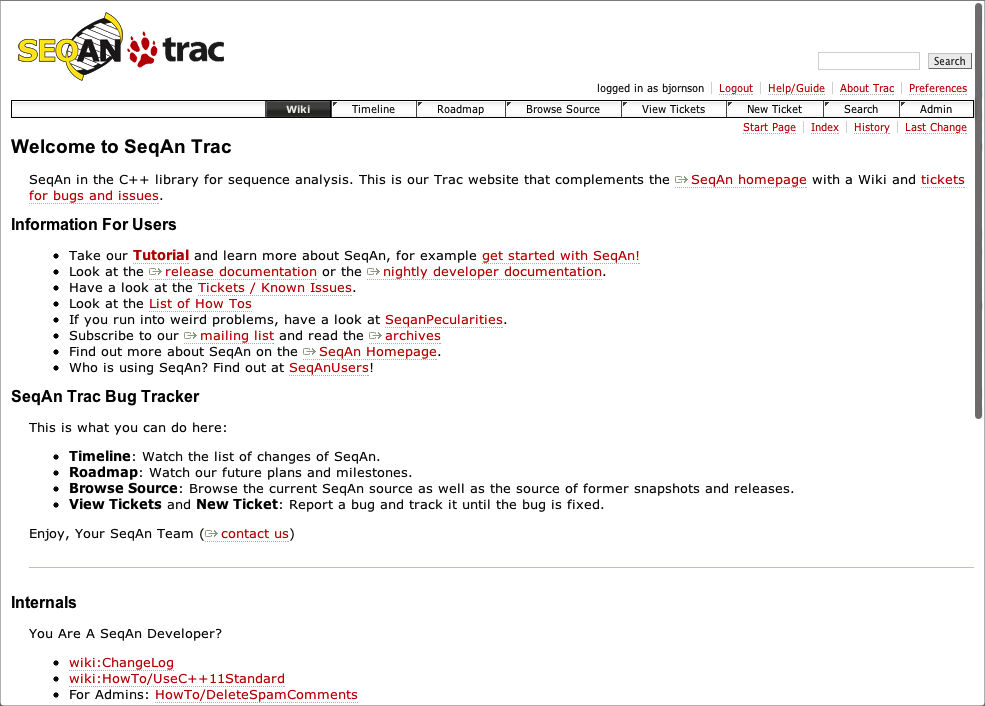 SEQAN trac
Search
logged in as bjornson Logout Help/Guide About Trac Preferences
Wiki Timeline Roadmap Browse Source View Tickets New Ticket Search Admin
Start Page Index History Last Change
Welcome to SeqAn Trac
SeqAn in the C++ library for sequence analysis. This is our Trac website that complements the SeqAn homepage with a Wiki and tickets
for bugs and issues.
Information For Users
Take our Tutorial and learn more about SeqAn, for example get started with SeqAn!
Look at the release documentation or the nightly developer documentation.
Have a look at the Tickets / Known Issues.
Look at the List of How Tos
If you run into weird problems, have a look at SeqanPecularities.
Subscribe to our mailing list and read the archives
Find out more about SeqAn on the SeqAn Homepage.
Who is using SeqAn? Find out at SeqAnUsers!
SeqAn Trac Bug Tracker
This is what you can do here:
Timeline: Watch the list of changes of SeqAn.
Roadmap: Watch our future plans and milestones.
Browse Source: Browse the current SeqAn source as well as the source of former snapshots and releases.
View Tickets and New Ticket: Report a bug and track it until the bug is fixed.
Enjoy, Your SeqAn Team (contact us)
Internals
You Are A SeqAn Developer?
wiki:ChangeLog
wiki:HowTo/UseC++11Standard
For Admins: HowTo/DeleteSpamComments